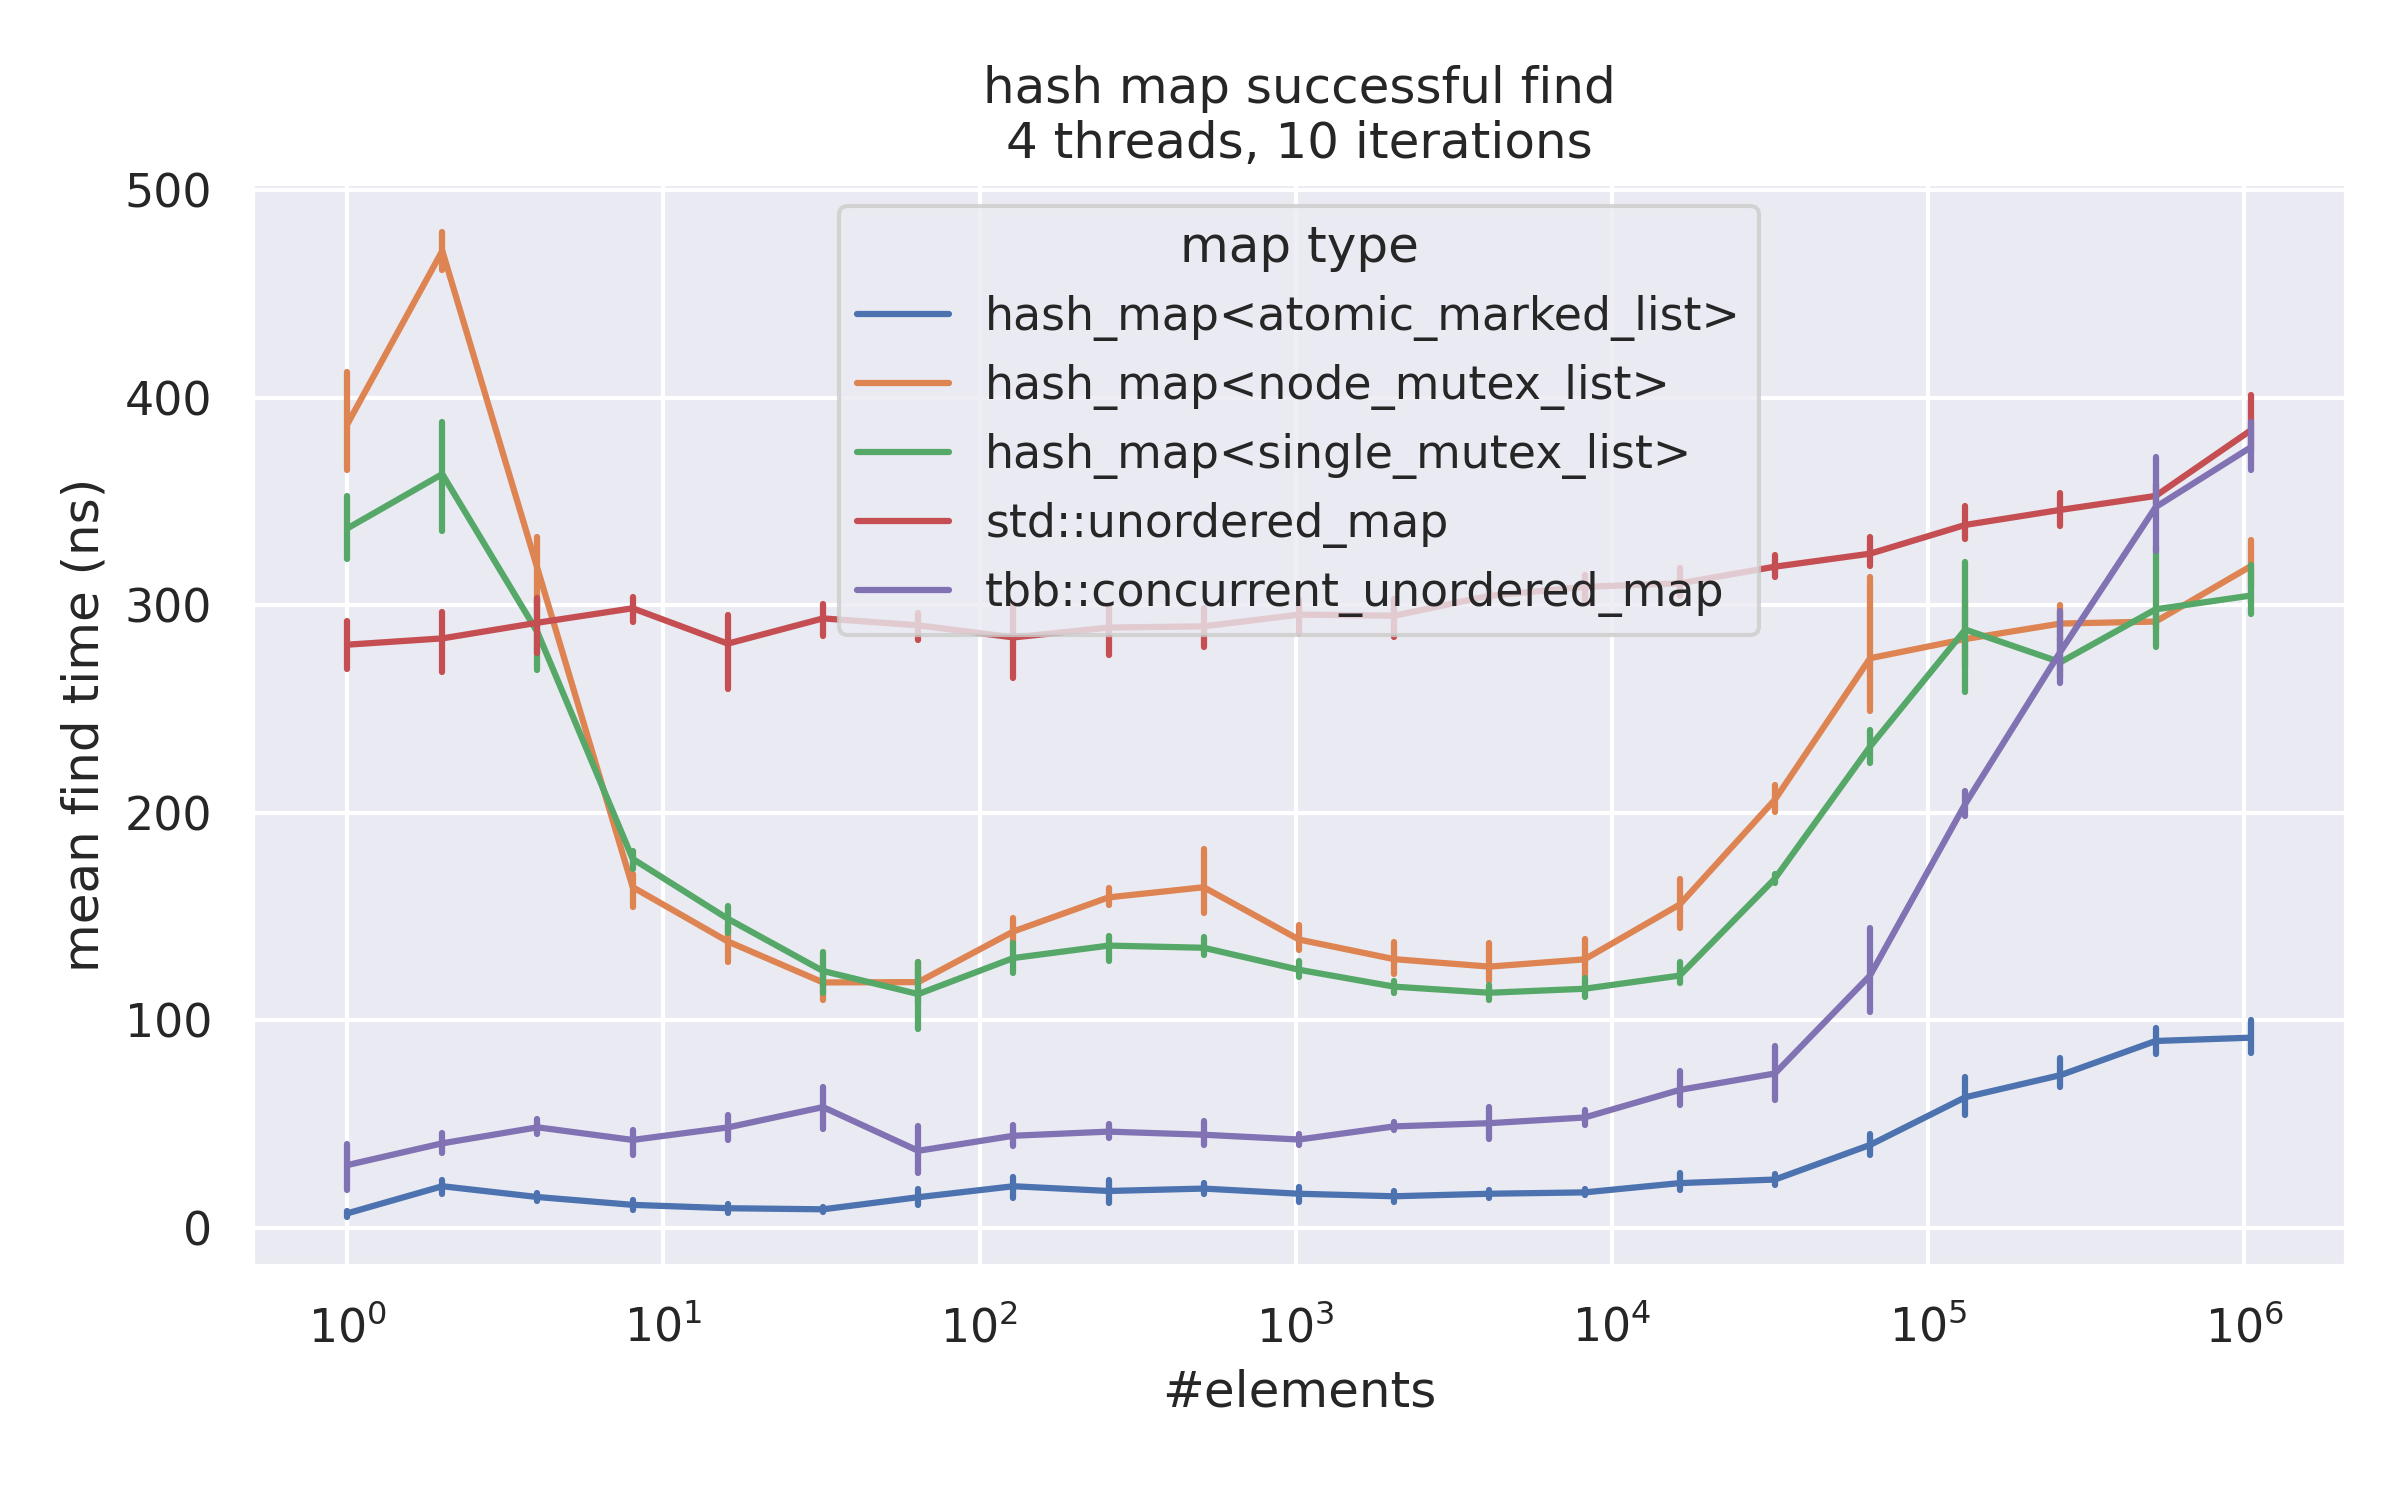 hash map successful find
4 threads, 10 iterations
500
400
300
200
100
0
mean find time (ns)
map type
hash_map<atomic_marked_list>
hash_map<node_mutex_list>
hash_map<single_mutex_list>
std::unordered_map
tbb::concurrent_unordered_map
10⁰ 10¹ 10² 10³ 10⁴ 10⁵ 10⁶
#elements